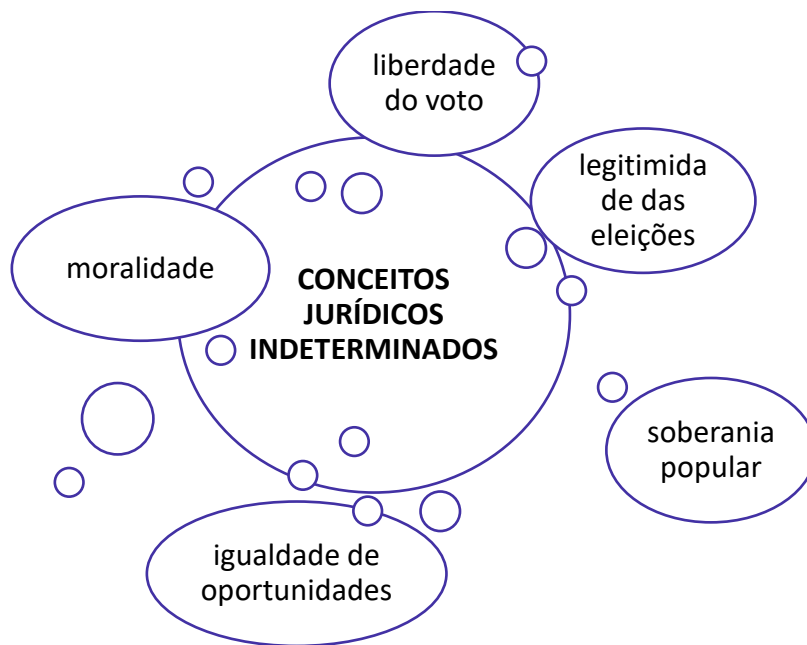 liberdade
do voto
legitimida
de das
eleições
moralidade
CONCEITOS
JURÍDICOS
INDETERMINADOS
soberania
popular
igualdade de
oportunidades